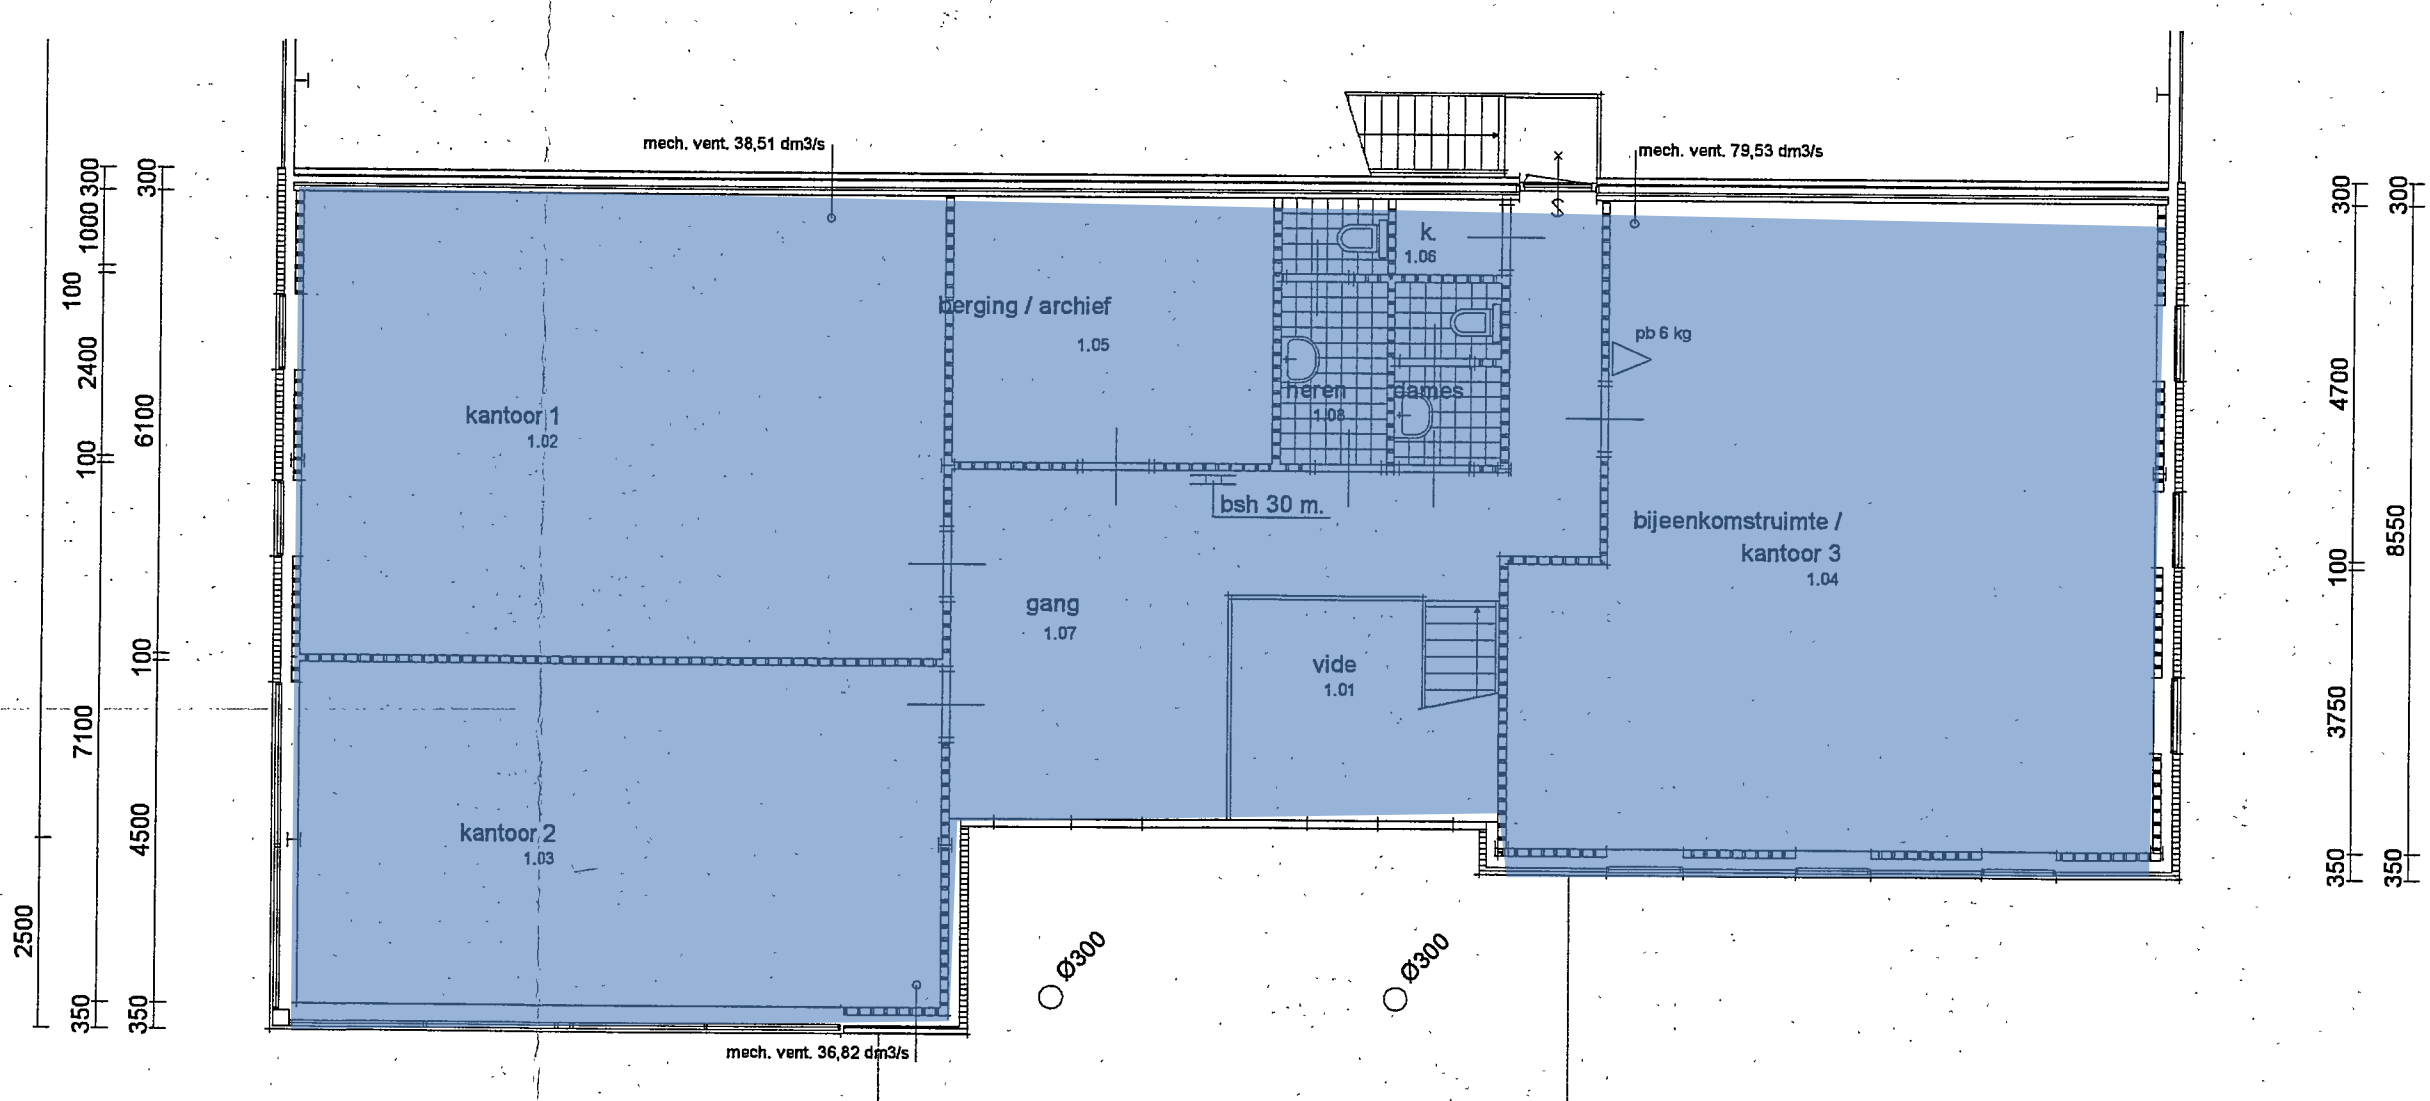 mech. vent. 38,51 dm3/s
mech. vent. 79,53 dm3/s
300
300
1000
100
2400
6100
100
100
7100
4500
2500
350
350
kantoor 1
1.02
berging / archief
1.05
k.
1.06
heren
1.08
dames
pb 6 kg
bsh 30 m.
bijeenkomstruimte /
kantoor 3
1.04
gang
1.07
vide
1.01
kantoor 2
1.03
Ø300
Ø300
mech. vent. 36,82 dm3/s
300
300
4700
8550
100
3750
350
350